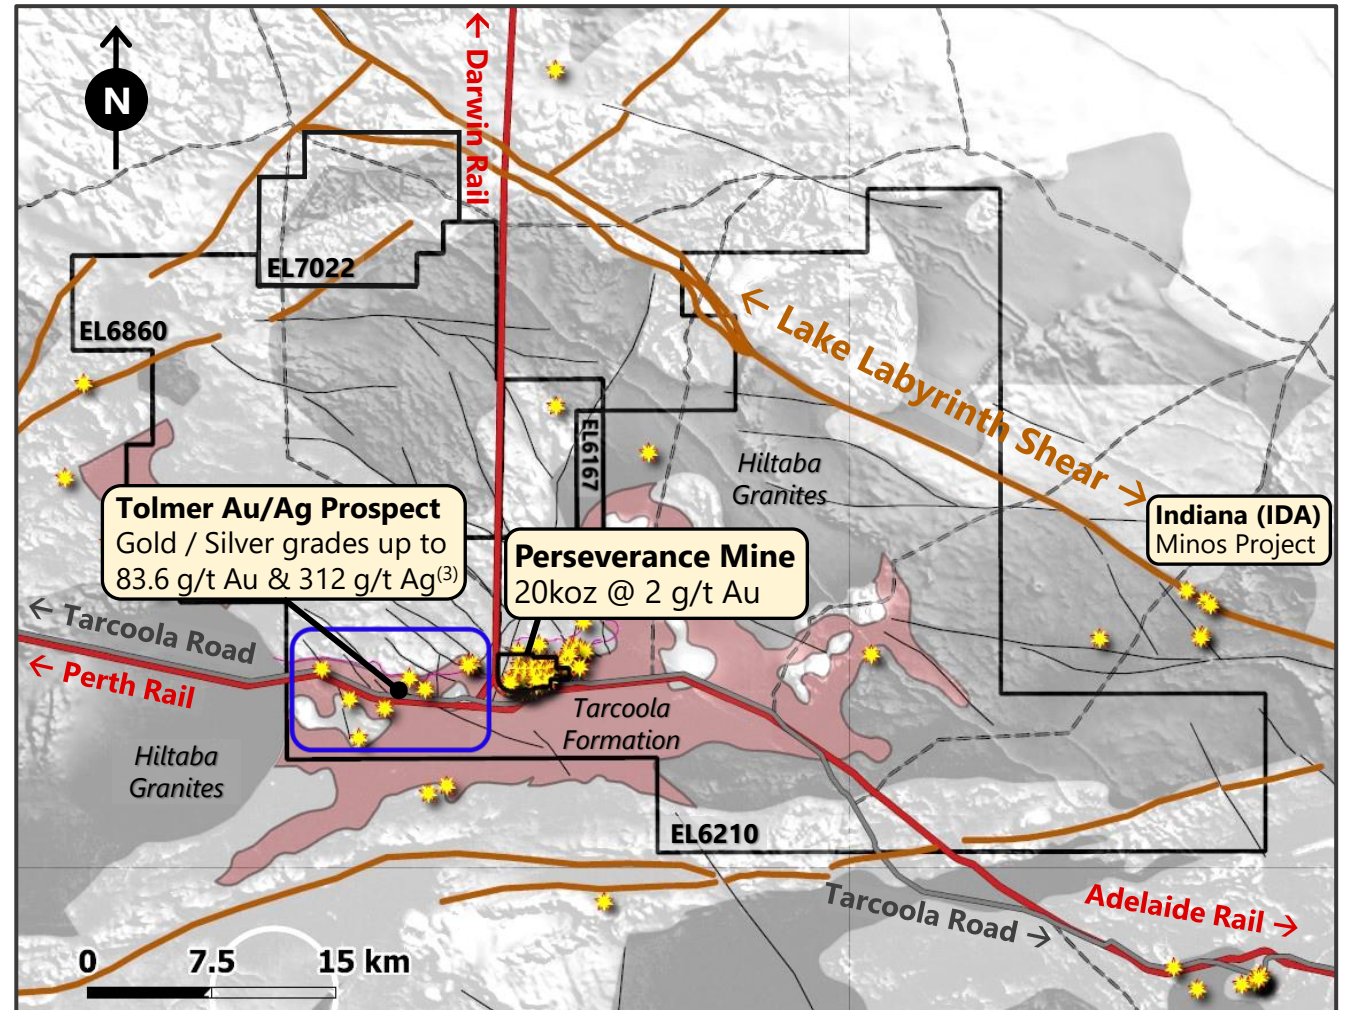 N
← Darwin Rail
EL7022
EL6860
← Lake Labyrinth Shear →
EL6167
Hiltaba
Granites
Tolmer Au/Ag Prospect
Gold / Silver grades up to
83.6 g/t Au & 312 g/t Ag(3)
Perseverance Mine
20koz @ 2 g/t Au
Indiana (IDA)
Minos Project
← Tarcoola Road
← Perth Rail
Tarcoola
Formation
Hiltaba
Granites
EL6210
Tarcoola Road →
Adelaide Rail →
0 7.5 15 km